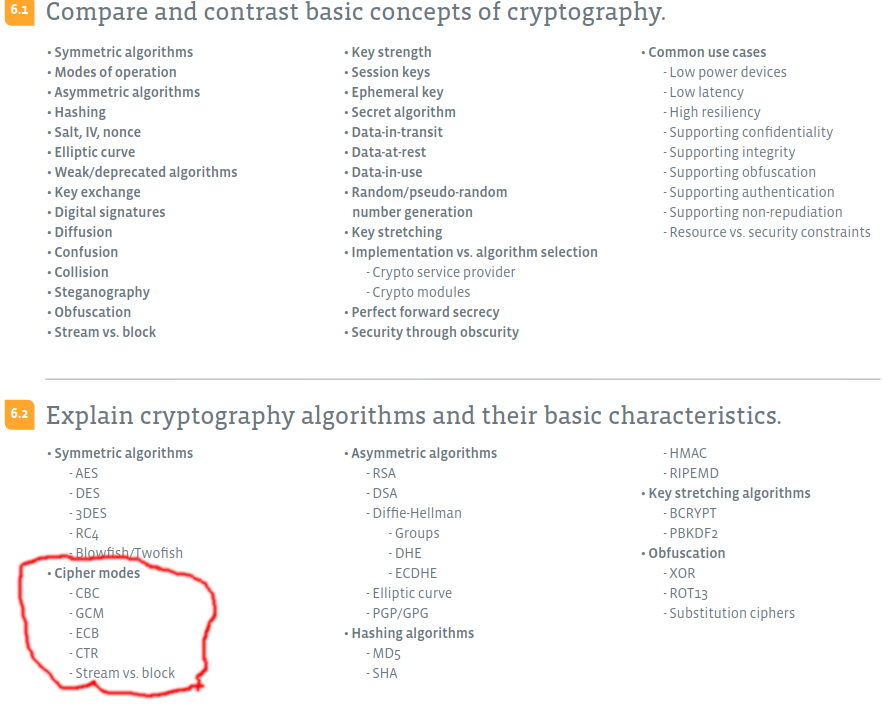 6.1 Compare and contrast basic concepts of cryptography.
• Symmetric algorithms
• Modes of operation
• Asymmetric algorithms
• Hashing
• Salt, IV, nonce
• Elliptic curve
• Weak/deprecated algorithms
• Key exchange
• Digital signatures
• Diffusion
• Confusion
• Collision
• Steganography
• Obfuscation
• Stream vs. block
• Key strength
• Session keys
• Ephemeral key
• Secret algorithm
• Data-in-transit
• Data-at-rest
• Data-in-use
• Random/pseudo-random
number generation
• Key stretching
• Implementation vs. algorithm selection
- Crypto service provider
- Crypto modules
• Perfect forward secrecy
• Security through obscurity
• Common use cases
- Low power devices
- Low latency
- High resiliency
- Supporting confidentiality
- Supporting integrity
- Supporting obfuscation
- Supporting authentication
- Supporting non-repudiation
- Resource vs. security constraints
6.2 Explain cryptography algorithms and their basic characteristics.
• Symmetric algorithms
- AES
- DES
- 3DES
- RC4
- Blowfish/Twofish
• Cipher modes
- CBC
- GCM
- ECB
- CTR
- Stream vs. block
• Asymmetric algorithms
- RSA
- DSA
- Diffie-Hellman
- Groups
- DHE
- ECDHE
- Elliptic curve
- PGP/GPG
• Hashing algorithms
- MD5
- SHA
- HMAC
- RIPEMD
• Key stretching algorithms
- BCRYPT
- PBKDF2
• Obfuscation
- XOR
- ROT13
- Substitution ciphers